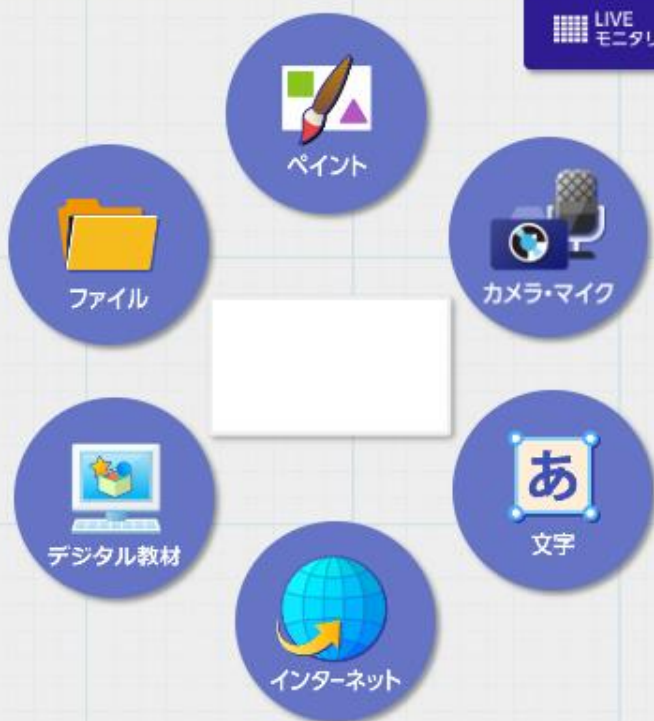 LIVE
モニタリ
ペイント
ファイル
カメラ・マイク
デジタル教材
あ
文字
インターネット